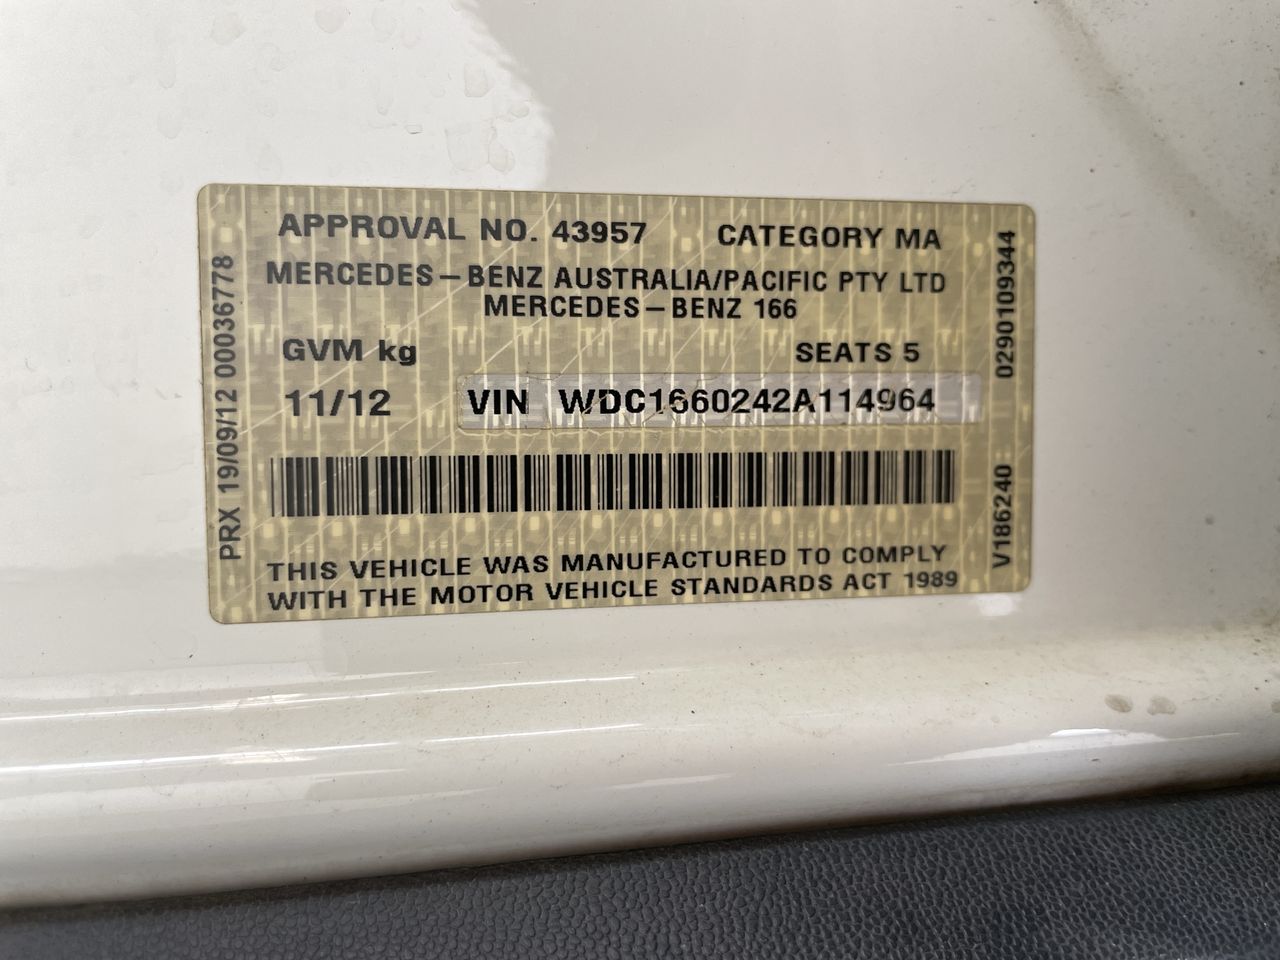 APPROVAL NO. 43957 CATEGORY MA
MERCEDES-BENZ AUSTRALIA/PACIFIC PTY LTD
MERCEDES-BENZ 166
GVM kg SEATS 5
11/12 VIN WDC1660242A114964
THIS VEHICLE WAS MANUFACTURED TO COMPLY
WITH THE MOTOR VEHICLE STANDARDS ACT 1989
PRX 19/09/12 00036778
V186240 0290109344